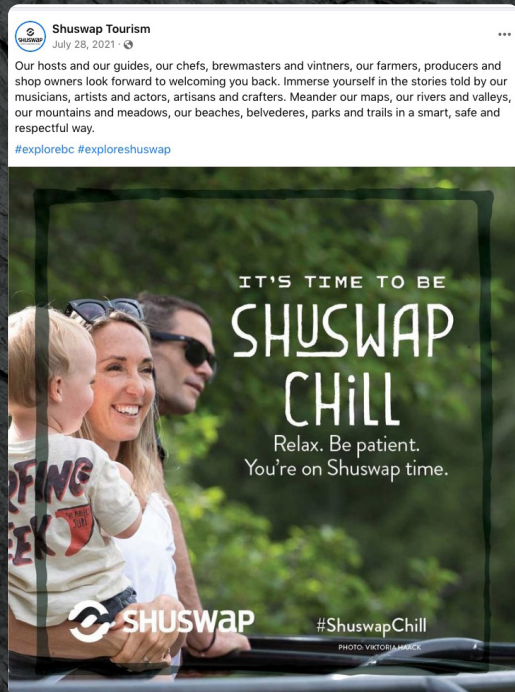 SHUSWAP
Shuswap Tourism
July 28, 2021 ·
Our hosts and our guides, our chefs, brewmasters and vintners, our farmers, producers and
shop owners look forward to welcoming you back. Immerse yourself in the stories told by our
musicians, artists and actors, artisans and crafters. Meander our maps, our rivers and valleys,
our mountains and meadows, our beaches, belvederes, parks and trails in a smart, safe and
respectful way.
#explorebc #exploreshuswap
IT'S TIME TO BE
SHUSWAP
CHiLL
Relax. Be patient.
You're on Shuswap time.
OFING
EEK
SHUSWAP
#ShuswapChill
PHOTO: VIKTORIA HAACK